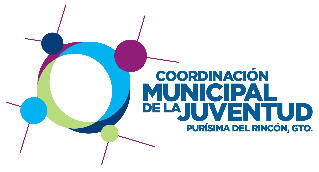 COORDINACIÓN
MUNICIPAL
DE LA JUVENTUD
PURÍSIMA DEL RINCÓN, GTO.